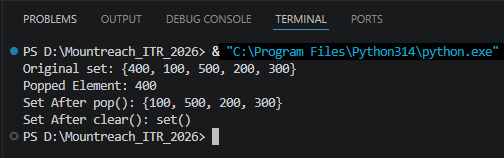 PROBLEMS OUTPUT DEBUG CONSOLE TERMINAL PORTS
PS D:\Mountreach_ITR_2026> & "C:\Program Files\Python314\python.exe"
Original set: {400, 100, 500, 200, 300}
Popped Element: 400
Set After pop(): {100, 500, 200, 300}
Set After clear(): set()
PS D:\Mountreach_ITR_2026>